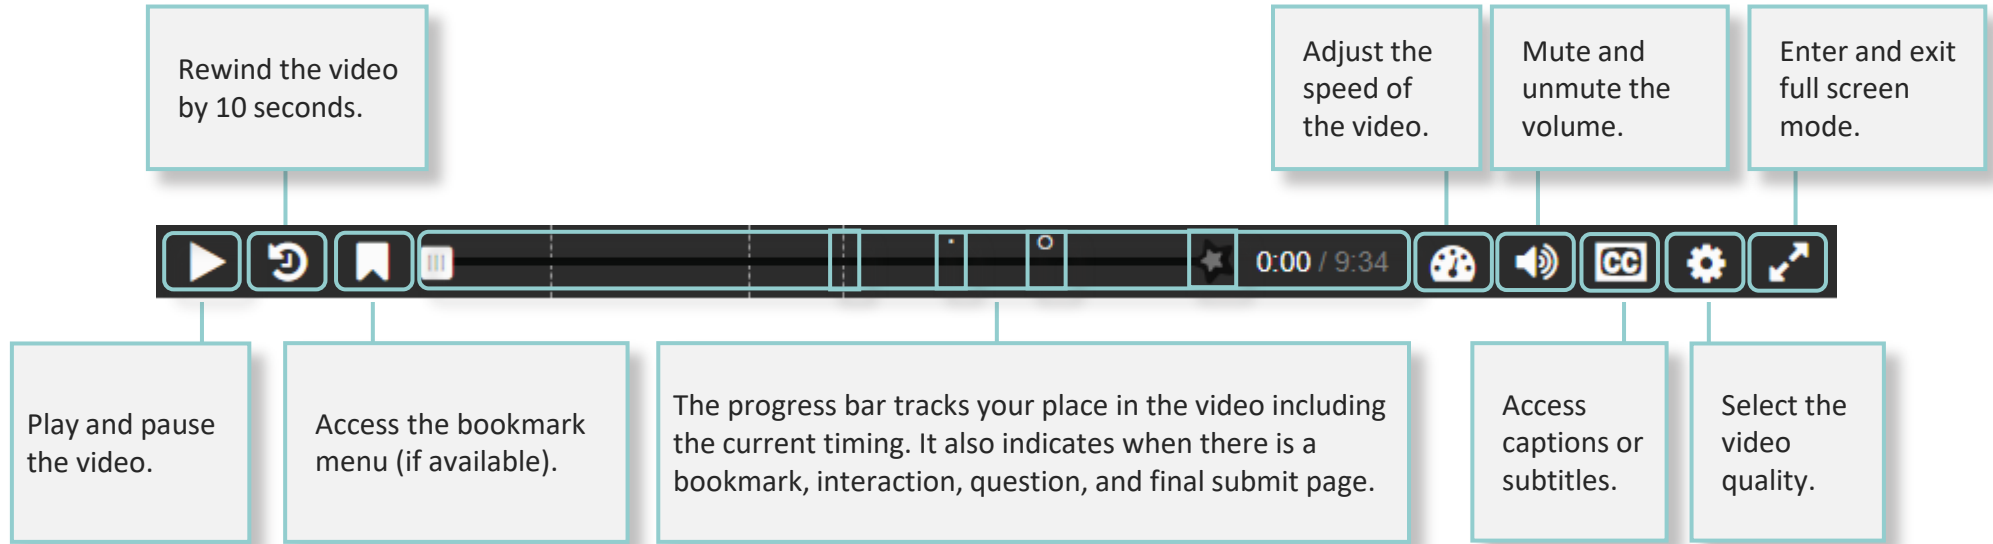 Rewind the video
by 10 seconds.
Adjust the
speed of
the video.
Mute and
unmute the
volume.
Enter and exit
full screen
mode.
0:00 / 9:34
CC
Play and pause
the video.
Access the bookmark
menu (if available).
The progress bar tracks your place in the video including
the current timing. It also indicates when there is a
bookmark, interaction, question, and final submit page.
Access
captions or
subtitles.
Select the
video
quality.